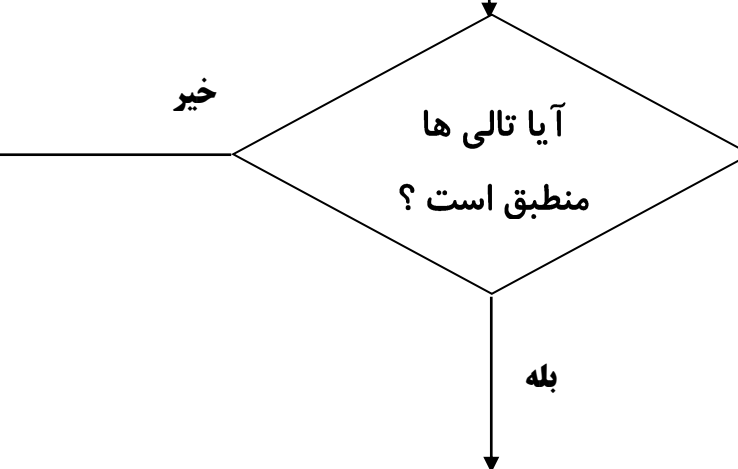 خیر
آیا تالی ها
منطبق است ؟
بله